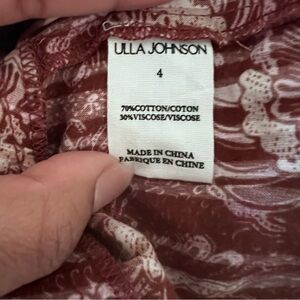 ULLA JOHNSON
4
70%COTTON/COTON
30%VISCOSE/VISCOSE
MADE IN CHINA
FABRIQUE EN CHINE